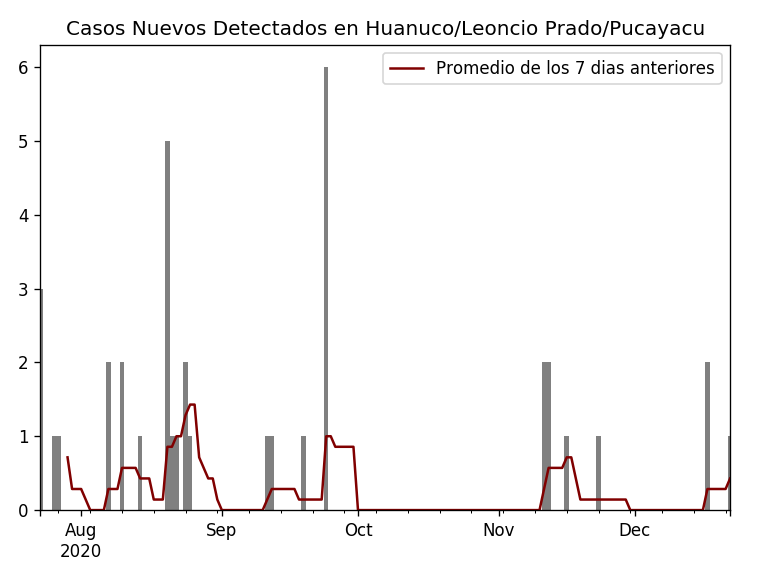 Casos Nuevos Detectados en Huanuco/Leoncio Prado/Pucayacu
Promedio de los 7 dias anteriores
6
5
4
3
2
1
0
Aug Sep Oct Nov Dec
2020